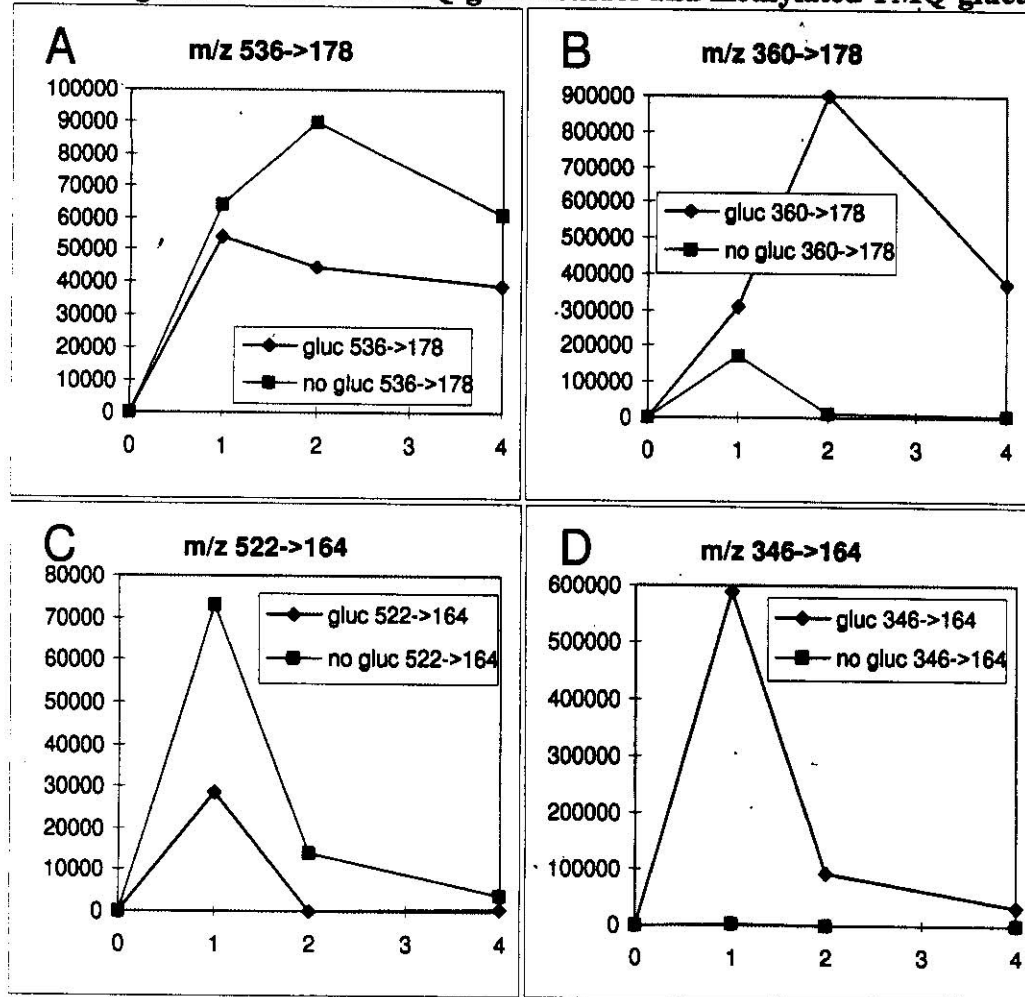 A
m/z 536->178
100000
90000
80000
70000
60000
50000
40000
30000
20000
10000
0
gluc 536->178
no gluc 536->178
0 1 2 3 4
B
m/z 360->178
900000
800000
700000
600000
500000
400000
300000
200000
100000
0
gluc 360->178
no gluc 360->178
0 1 2 3 4
C
m/z 522->164
80000
70000
60000
50000
40000
30000
20000
10000
0
gluc 522->164
no gluc 522->164
0 1 2 3 4
D
m/z 346->164
600000
500000
400000
300000
200000
100000
0
gluc 346->164
no gluc 346->164
0 1 2 3 4